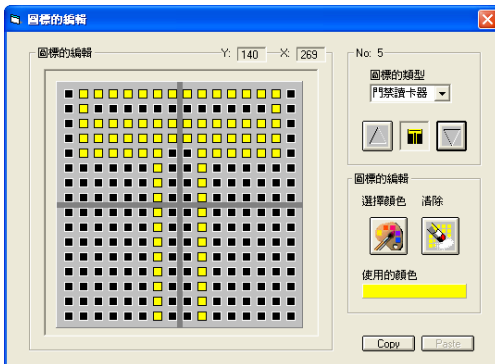 圖標的編輯
圖標的編輯
Y: 140 X: 269
No: 5
圖標的類型
門禁讀卡器
圖標的编辑
選擇顏色 清除
使用的顏色
Copy Paste